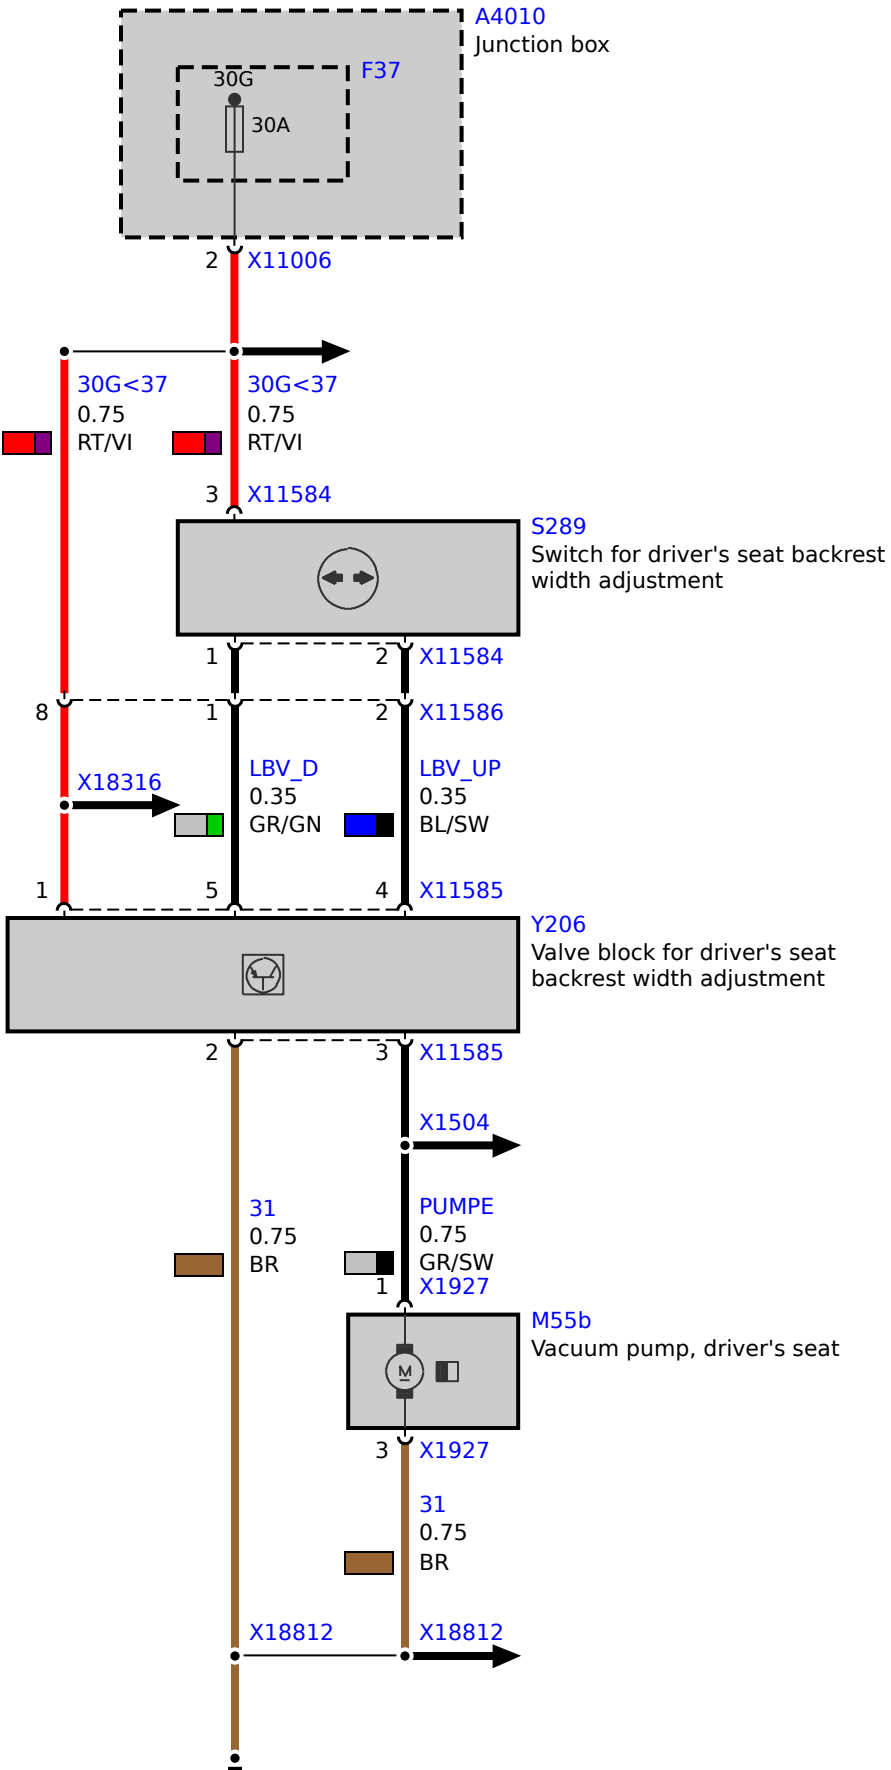 A4010
Junction box
F37
30G
30A
2 X11006
30G<37 30G<37
0.75 0.75
RT/VI RT/VI
3 X11584
S289
Switch for driver's seat backrest
width adjustment
1 2 X11584
8 1 2 X11586
LBV_D LBV_UP
X18316
0.35 0.35
GR/GN BL/SW
1 5 4 X11585
Y206
Valve block for driver's seat
backrest width adjustment
2 3 X11585
X1504
31 PUMPE
0.75 0.75
BR GR/SW
1 X1927
M55b
Vacuum pump, driver's seat
M
3 X1927
31
0.75
BR
X18812 X18812